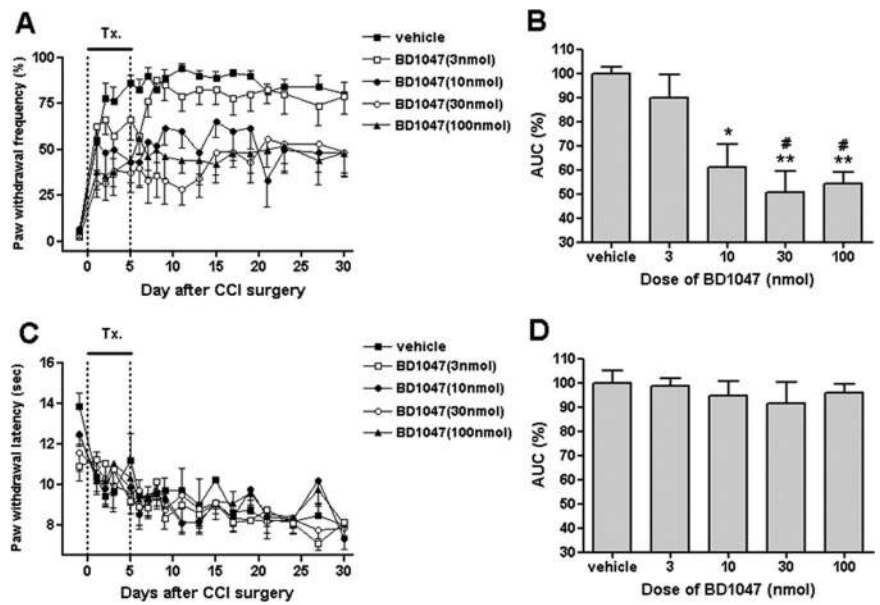 A
Tx.
Paw withdrawal frequency (%)
100
75
50
25
0
0 5 10 15 20 25 30
Day after CCI surgery
vehicle
BD1047(3nmol)
BD1047(10nmol)
BD1047(30nmol)
BD1047(100nmol)
B
AUC (%)
110
100
90
80
70
60
50
40
30
*
#
**
#
**
vehicle 3 10 30 100
Dose of BD1047 (nmol)
C
Tx.
Paw withdrawal latency (sec)
16
14
12
10
8
0 5 10 15 20 25 30
Days after CCI surgery
vehicle
BD1047(3nmol)
BD1047(10nmol)
BD1047(30nmol)
BD1047(100nmol)
D
AUC (%)
110
100
90
80
70
60
50
40
30
vehicle 3 10 30 100
Dose of BD1047 (nmol)